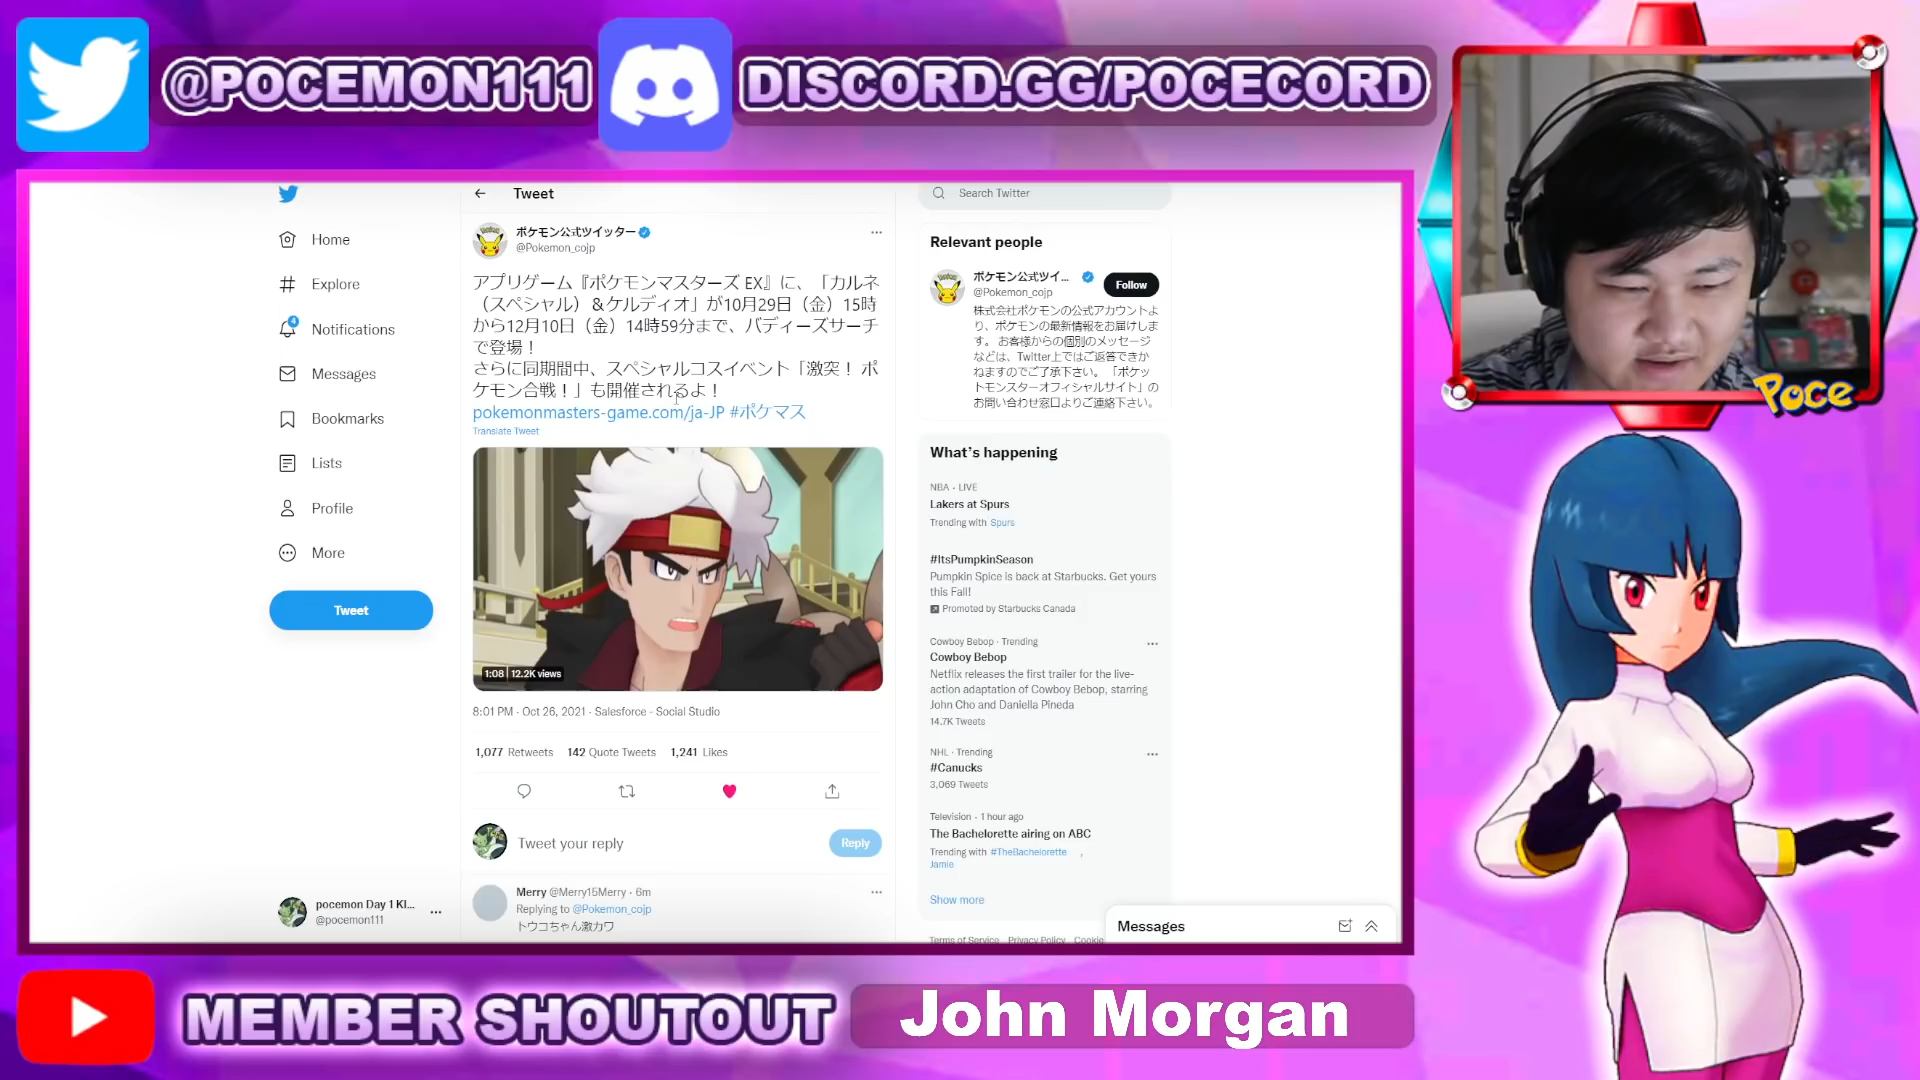 @POCEMON111
DISCORD.GG/POCECORD
Home
Explore
4
Notifications
Messages
Bookmarks
Lists
Profile
More
Tweet
pocemon Day 1 Kl...
@pocemon111
Tweet
ポケモン公式ツイッター
@Pokemon_cojp
アプリゲーム『ポケモンマスターズ EX』に、「カルネ
（スペシャル）＆ケルディオ」が10月29日（金）15時
から12月10日（金）14時59分まで、バディーズサーチ
で登場！
さらに同期間中、スペシャルコスイベント「激突！ ポ
ケモン合戦！」も開催されるよ！
pokemonmasters-game.com/ja-JP #ポケマス
Translate Tweet
1:08 12.2K views
8:01 PM · Oct 26, 2021 · Salesforce - Social Studio
1,077 Retweets 142 Quote Tweets 1,241 Likes
Tweet your reply
Reply
Merry @Merry15Merry · 6m
Replying to @Pokemon_cojp
トウコちゃん激カワ
Search Twitter
Relevant people
ポケモン公式ツイ...
@Pokemon_cojp
Follow
株式会社ポケモンの公式アカウントよ
り、ポケモンの最新情報をお届けしま
す。 お客様からの個別のメッセージ
などは、Twitter上ではご返答できか
ねますのでご了承下さい。 「ポケッ
トモンスターオフィシャルサイト」の
お問い合わせ窓口よりご連絡下さい。
What's happening
NBA · LIVE
Lakers at Spurs
Trending with Spurs
#ItsPumpkinSeason
Pumpkin Spice is back at Starbucks. Get yours
this Fall!
Promoted by Starbucks Canada
Cowboy Bebop · Trending
Cowboy Bebop
Netflix releases the first trailer for the live-
action adaptation of Cowboy Bebop, starring
John Cho and Daniella Pineda
14.7K Tweets
NHL · Trending
#Canucks
3,069 Tweets
Television · 1 hour ago
The Bachelorette airing on ABC
Trending with #TheBachelorette ,
Jamie
Show more
Terms of Service Privacy Policy Cookie
Messages
Poce
MEMBER SHOUTOUT
John Morgan